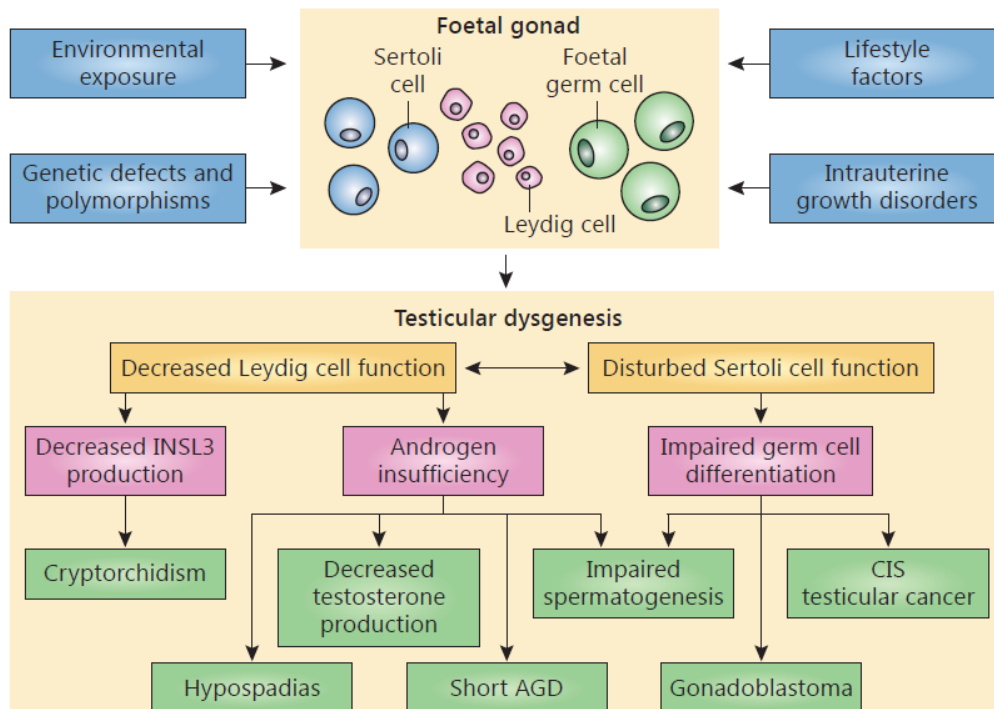 Foetal gonad
Environmental
exposure
Sertoli
cell
Foetal
germ cell
Lifestyle
factors
Genetic defects and
polymorphisms
Leydig cell
Intrauterine
growth disorders
Testicular dysgenesis
Decreased Leydig cell function
Disturbed Sertoli cell function
Decreased INSL3
production
Androgen
insufficiency
Impaired germ cell
differentiation
Cryptorchidism
Decreased
testosterone
production
Impaired
spermatogenesis
CIS
testicular cancer
Hypospadias
Short AGD
Gonadoblastoma